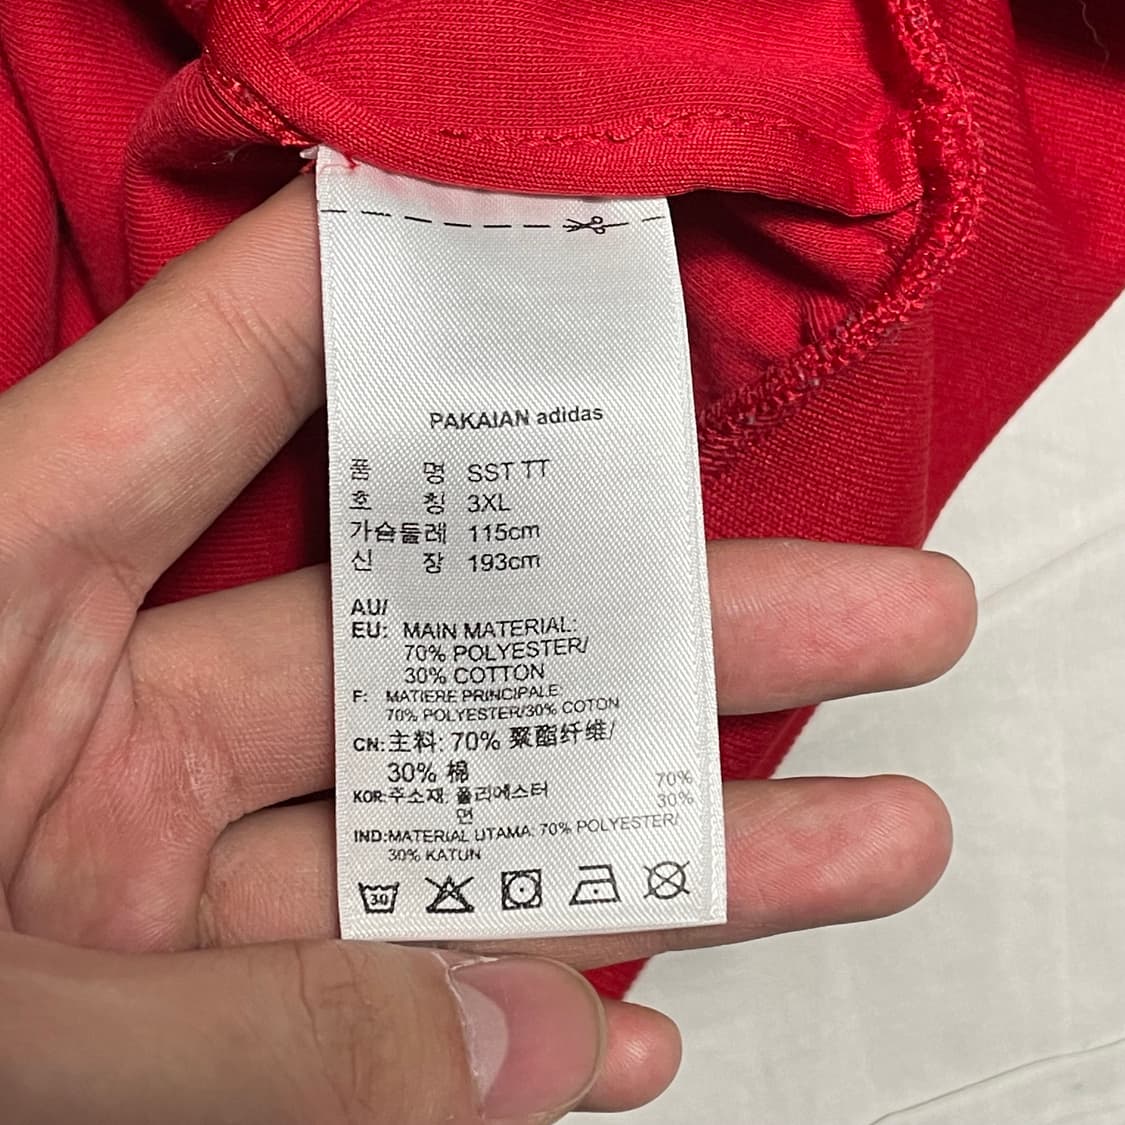 PAKAIAN adidas
품 명 SST TT
호 칭 3XL
가슴둘레 115cm
신 장 193cm
AU/
EU: MAIN MATERIAL:
70% POLYESTER/
30% COTTON
F: MATIERE PRINCIPALE:
70% POLYESTER/30% COTON
CN:主料: 70% 聚酯纤维/
30% 棉
KOR:주소재: 폴리에스터 70%
면 30%
IND:MATERIAL UTAMA: 70% POLYESTER/
30% KATUN
30